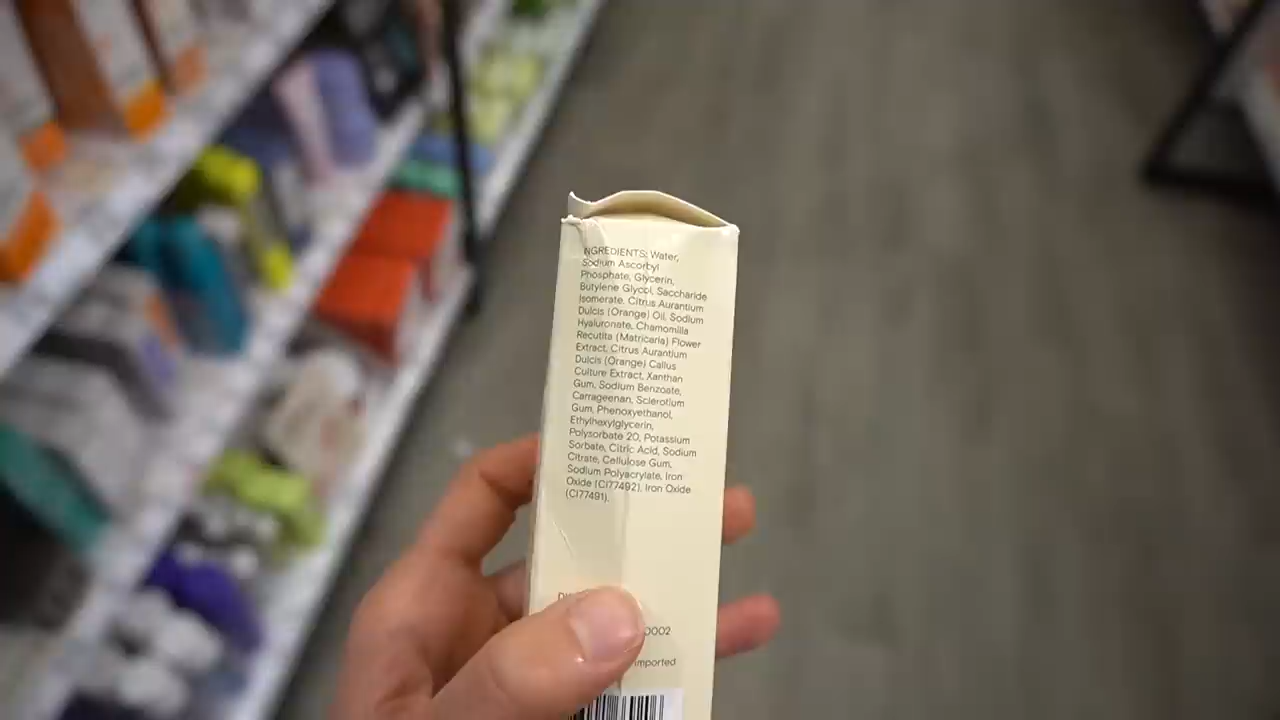 NGREDIENTS: Water,
Sodium Ascorbyl
Phosphate, Glycerin,
Butylene Glycol, Saccharide
Isomerate, Citrus Aurantium
Dulcis (Orange) Oil, Sodium
Hyaluronate, Chamomilla
Recutita (Matricaria) Flower
Extract, Citrus Aurantium
Dulcis (Orange) Callus
Culture Extract, Xanthan
Gum, Sodium Benzoate,
Carrageenan, Sclerotium
Gum, Phenoxyethanol,
Ethylhexylglycerin,
Polysorbate 20, Potassium
Sorbate, Citric Acid, Sodium
Citrate, Cellulose Gum,
Sodium Polyacrylate, Iron
Oxide (CI77492), Iron Oxide
(CI77491).
0002
imported